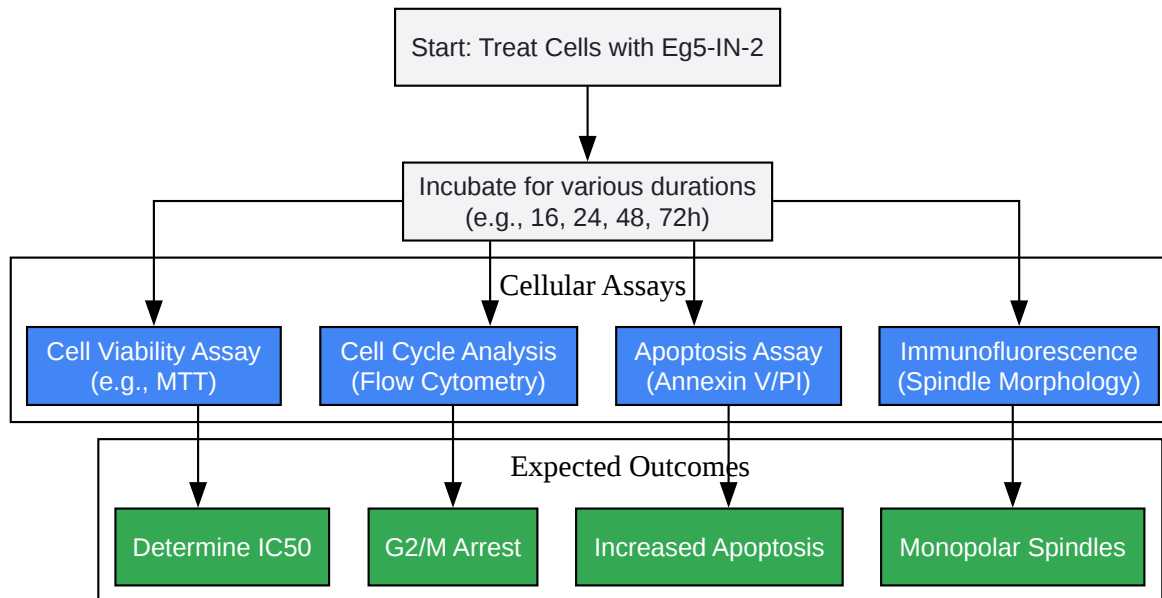 Start: Treat Cells with Eg5-IN-2
Incubate for various durations
(e.g., 16, 24, 48, 72h)
Cellular Assays
Cell Viability Assay
(e.g., MTT)
Cell Cycle Analysis
(Flow Cytometry)
Apoptosis Assay
(Annexin V/PI)
Immunofluorescence
(Spindle Morphology)
Expected Outcomes
Determine IC50
G2/M Arrest
Increased Apoptosis
Monopolar Spindles